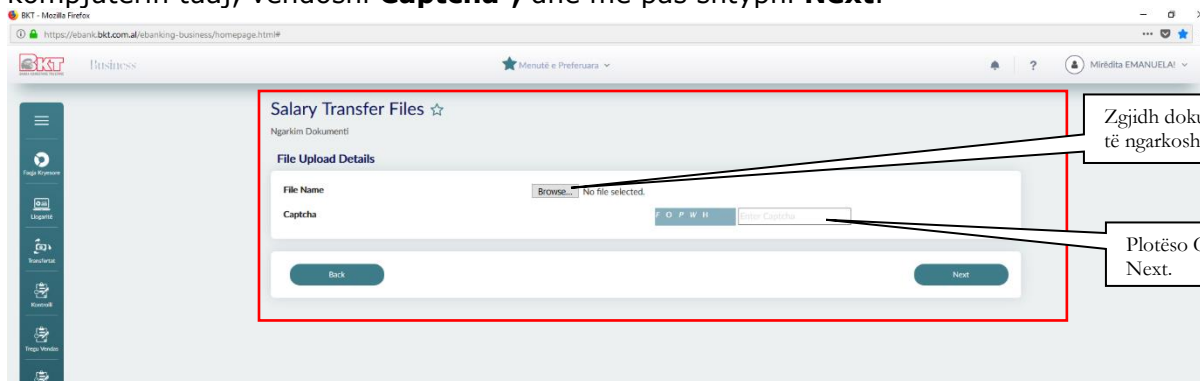 kompjuterin tuaj, vendosni Captcha , dhe më pas shtypni Next.
BKT - Mozilla Firefox
https://ebank.bkt.com.al/ebanking-business/homepage.html#
BKT Business Menutë e Preferuara ? Mirëdita EMANUELA!
Salary Transfer Files
Ngarkim Dokumenti
File Upload Details
Faqja Kryesore
File Name Browse... No file selected.
Captcha F O P W H Enter Captcha
Llogaritë
Transfertat
Back Next
Kontrolli
Tregu Vendas
Zgjidh doku
të ngarkosh
Plotëso C
Next.